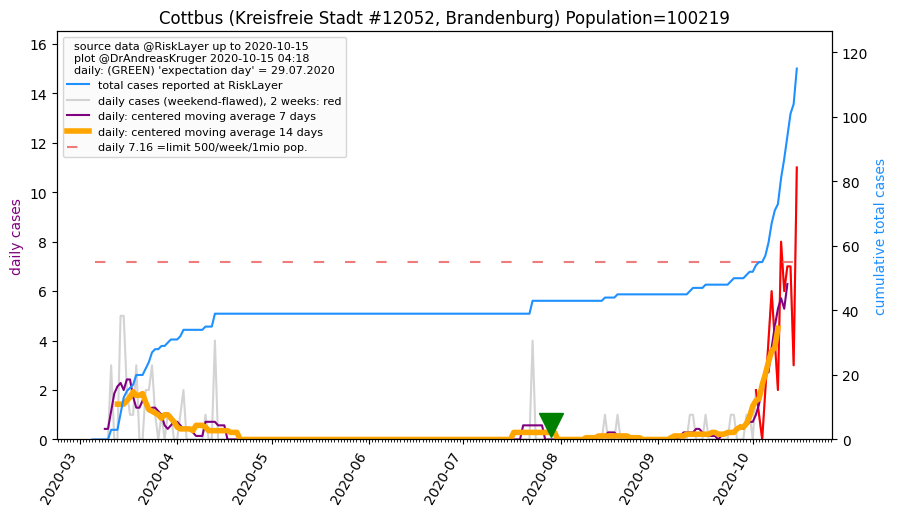 Cottbus (Kreisfreie Stadt #12052, Brandenburg) Population=100219
source data @RiskLayer up to 2020-10-15
plot @DrAndreasKruger 2020-10-15 04:18
daily: (GREEN) 'expectation day' = 29.07.2020
total cases reported at RiskLayer
daily cases (weekend-flawed), 2 weeks: red
daily: centered moving average 7 days
daily: centered moving average 14 days
daily 7.16 =limit 500/week/1mio pop.
daily cases
16
14
12
10
8
6
4
2
0
120
100
80
60
40
20
0
cumulative total cases
2020-03
2020-04
2020-05
2020-06
2020-07
2020-08
2020-09
2020-10